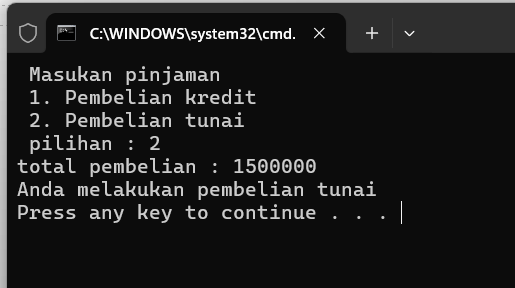 C:\WINDOWS\system32\cmd.
Masukan pinjaman
1. Pembelian kredit
2. Pembelian tunai
pilihan : 2
total pembelian : 1500000
Anda melakukan pembelian tunai
Press any key to continue . . .